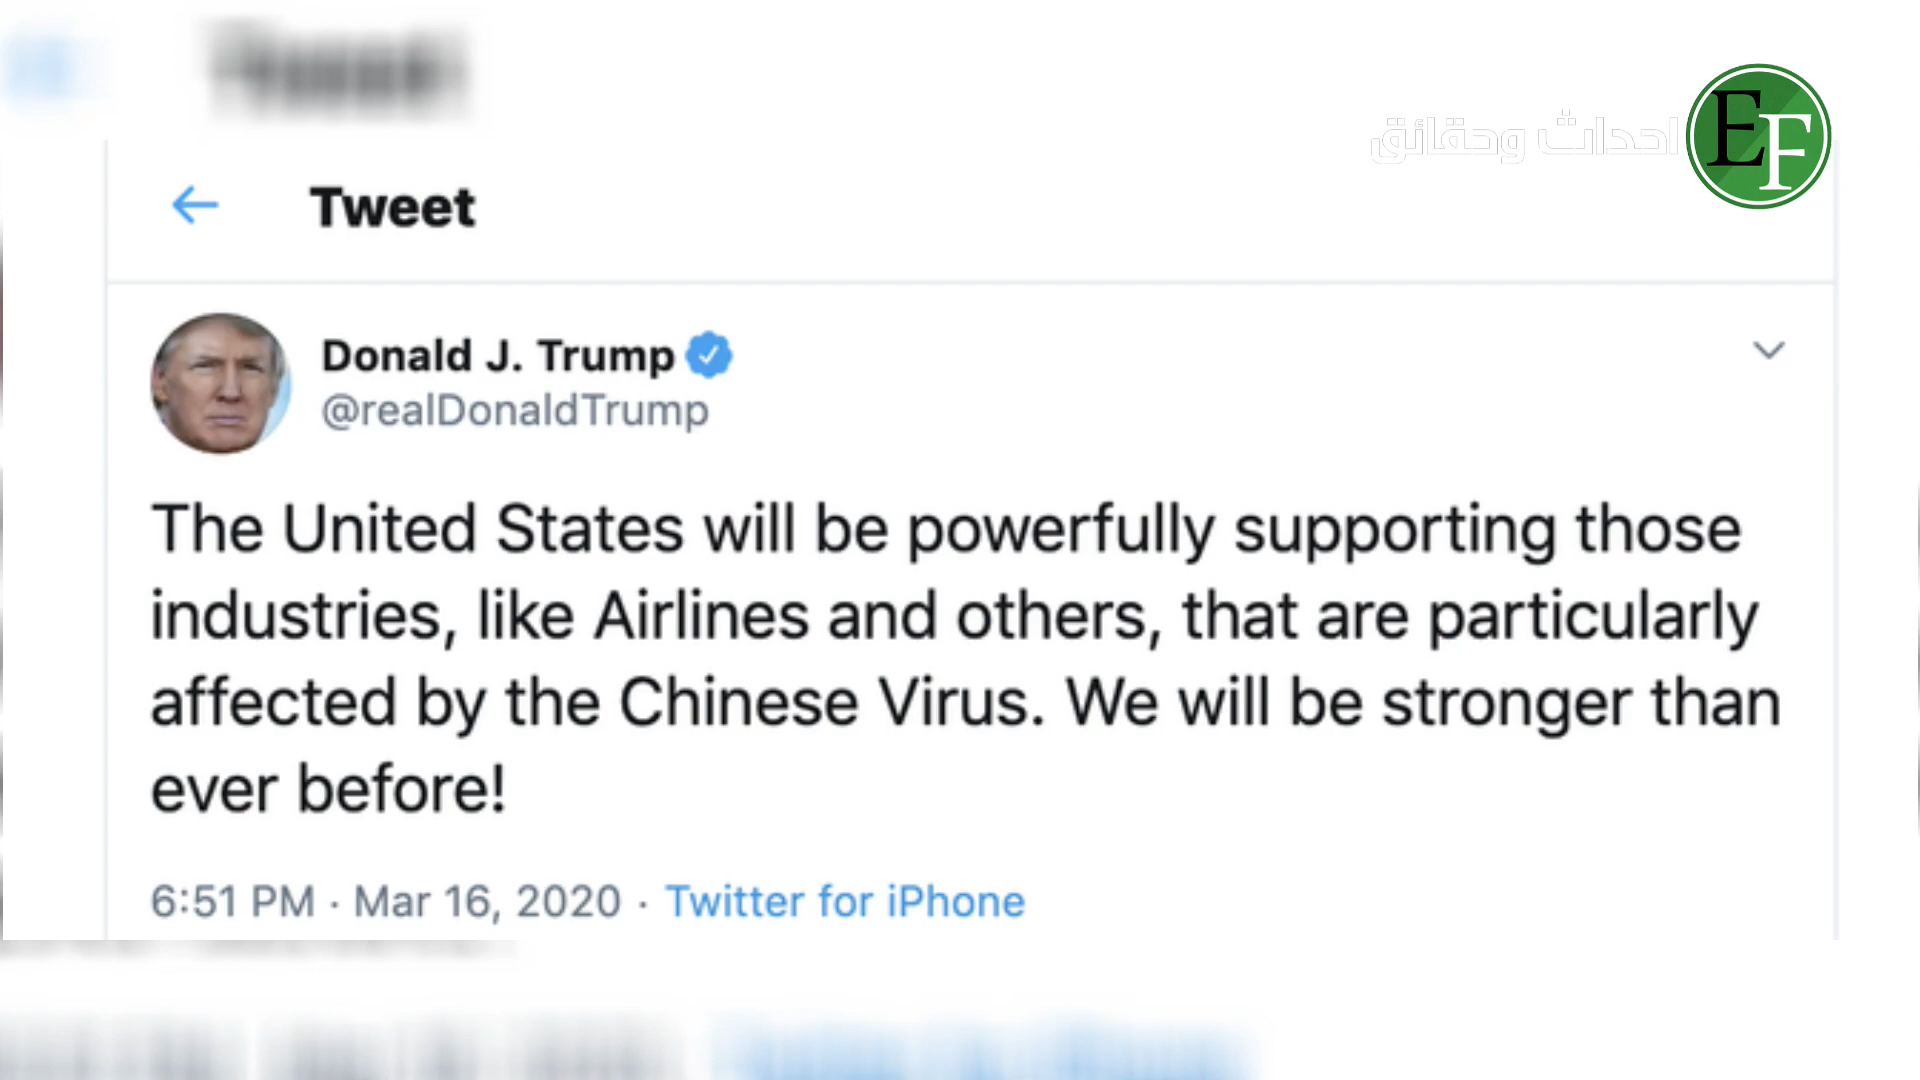 احداث وحقائق
EF
Tweet
Donald J. Trump
@realDonaldTrump
The United States will be powerfully supporting those
industries, like Airlines and others, that are particularly
affected by the Chinese Virus. We will be stronger than
ever before!
6:51 PM · Mar 16, 2020 · Twitter for iPhone